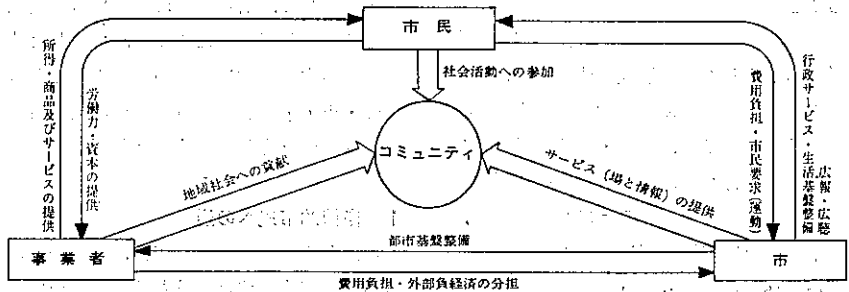 市民
社会活動への参加
コミュニティ
所得・商品及びサービスの提供
労働力・資本の提供
地域社会への貢献
サービス（場と情報）の提供
費用負担・市民要求（運動）
行政サービス・生活基盤整備
広報・広聴
都市基盤整備
事業者
市
費用負担・外部負経済の分担